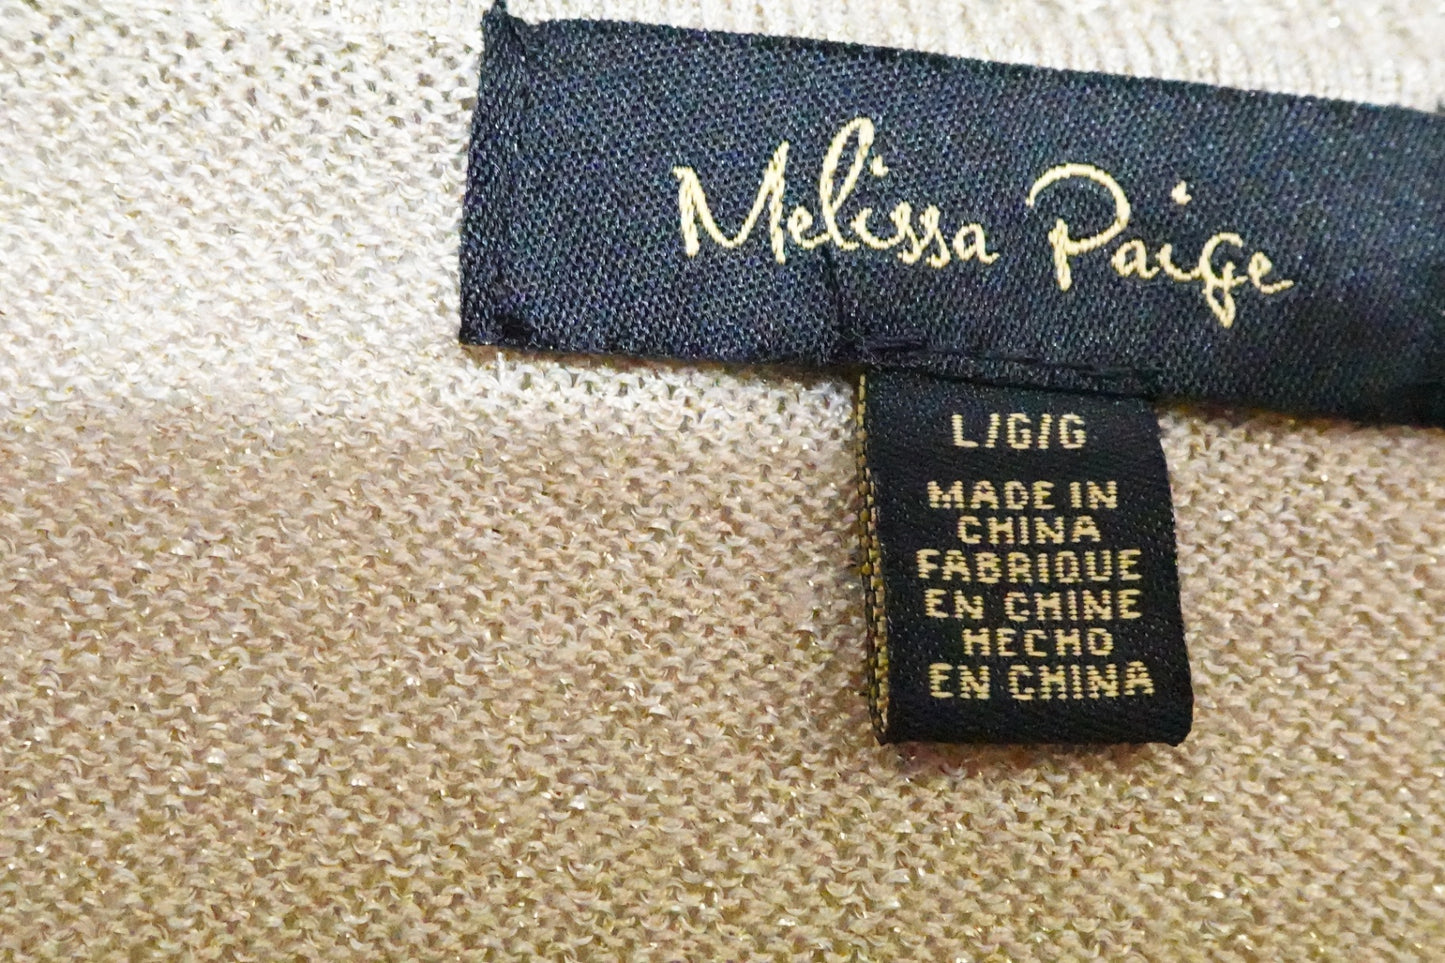 Melissa Paige
L/G/G
MADE IN
CHINA
FABRIQUE
EN CHINE
HECHO
EN CHINA